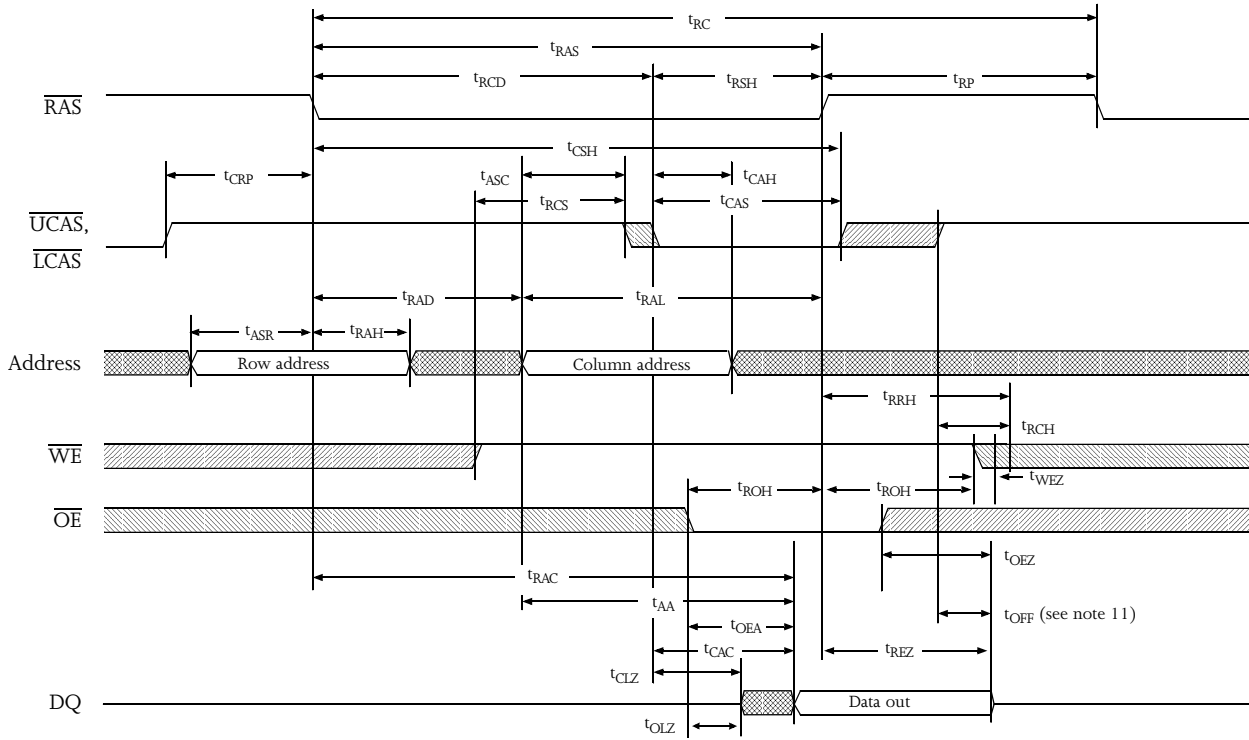 tRC
tRAS
tRCD
tRSH
tRP
RAS
tCSH
tCRP
tASC
tCAH
tRCS
tCAS
UCAS,
LCAS
tRAD
tRAL
tASR
tRAH
Address
Row address
Column address
tRRH
tRCH
WE
tWEZ
tROH
tROH
OE
tOEZ
tRAC
tAA
tOFF (see note 11)
tOEA
tCAC
tREZ
tCLZ
DQ
Data out
tOLZ